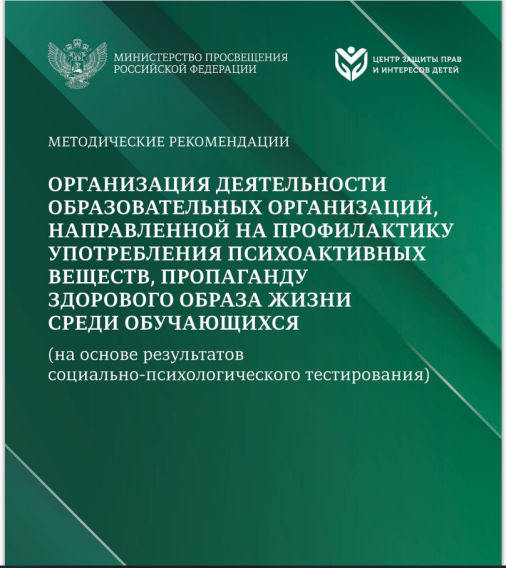 МИНИСТЕРСТВО ПРОСВЕЩЕНИЯ
РОССИЙСКОЙ ФЕДЕРАЦИИ
ЦЕНТР ЗАЩИТЫ ПРАВ
И ИНТЕРЕСОВ ДЕТЕЙ
МЕТОДИЧЕСКИЕ РЕКОМЕНДАЦИИ
ОРГАНИЗАЦИЯ ДЕЯТЕЛЬНОСТИ
ОБРАЗОВАТЕЛЬНЫХ ОРГАНИЗАЦИЙ,
НАПРАВЛЕННОЙ НА ПРОФИЛАКТИКУ
УПОТРЕБЛЕНИЯ ПСИХОАКТИВНЫХ
ВЕЩЕСТВ, ПРОПАГАНДУ
ЗДОРОВОГО ОБРАЗА ЖИЗНИ
СРЕДИ ОБУЧАЮЩИХСЯ
(на основе результатов
социально-психологического тестирования)